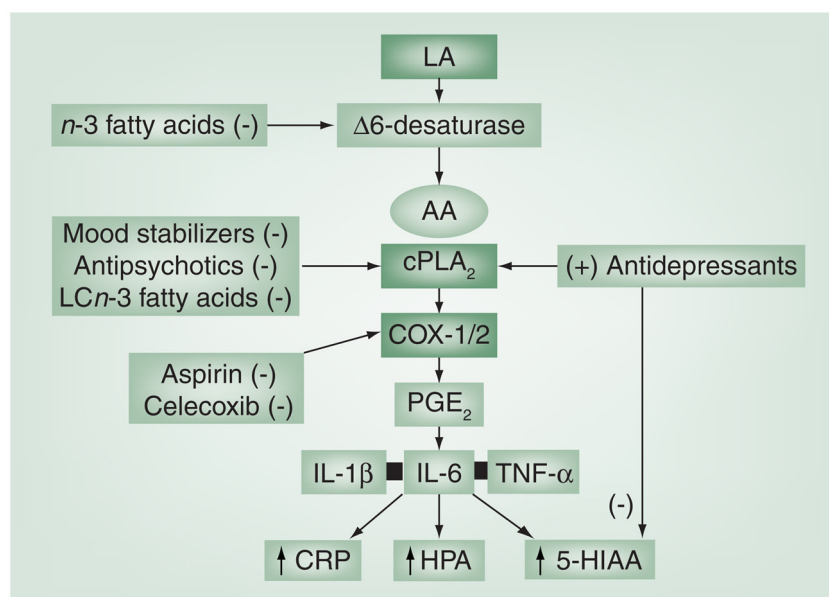 LA
n-3 fatty acids (-)
Δ6-desaturase
AA
Mood stabilizers (-)
Antipsychotics (-)
LCn-3 fatty acids (-)
cPLA₂
(+) Antidepressants
COX-1/2
Aspirin (-)
Celecoxib (-)
PGE₂
IL-1β
IL-6
TNF-α
(-)
↑ CRP
↑ HPA
↑ 5-HIAA